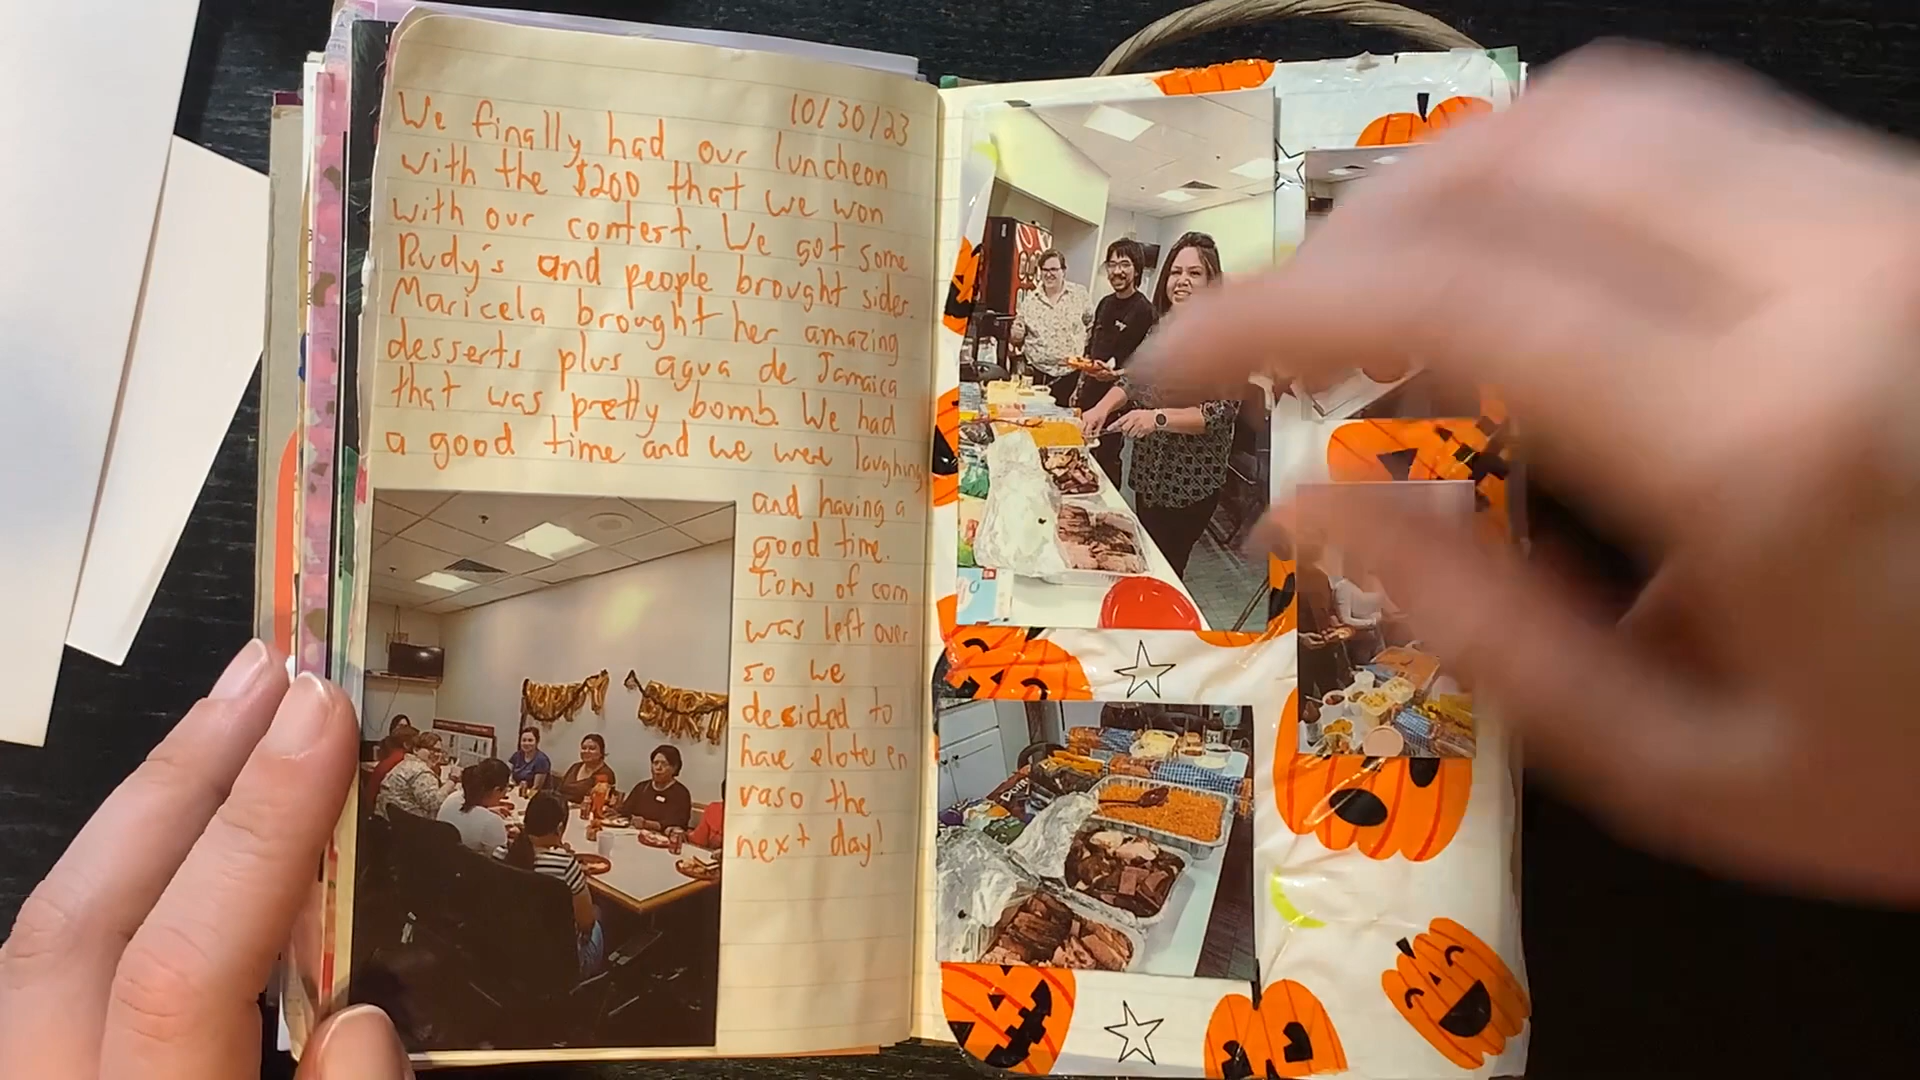 10/30/23
We finally had our luncheon
with the $200 that we won
with our contest. We got some
Rudy's and people brought sides.
Maricela brought her amazing
desserts plus agua de Jamaica
that was pretty bomb. We had
a good time and we were laughing
and having a
good time.
Tons of corn
was left over
so we
desided to
have elotes en
vaso the
next day!